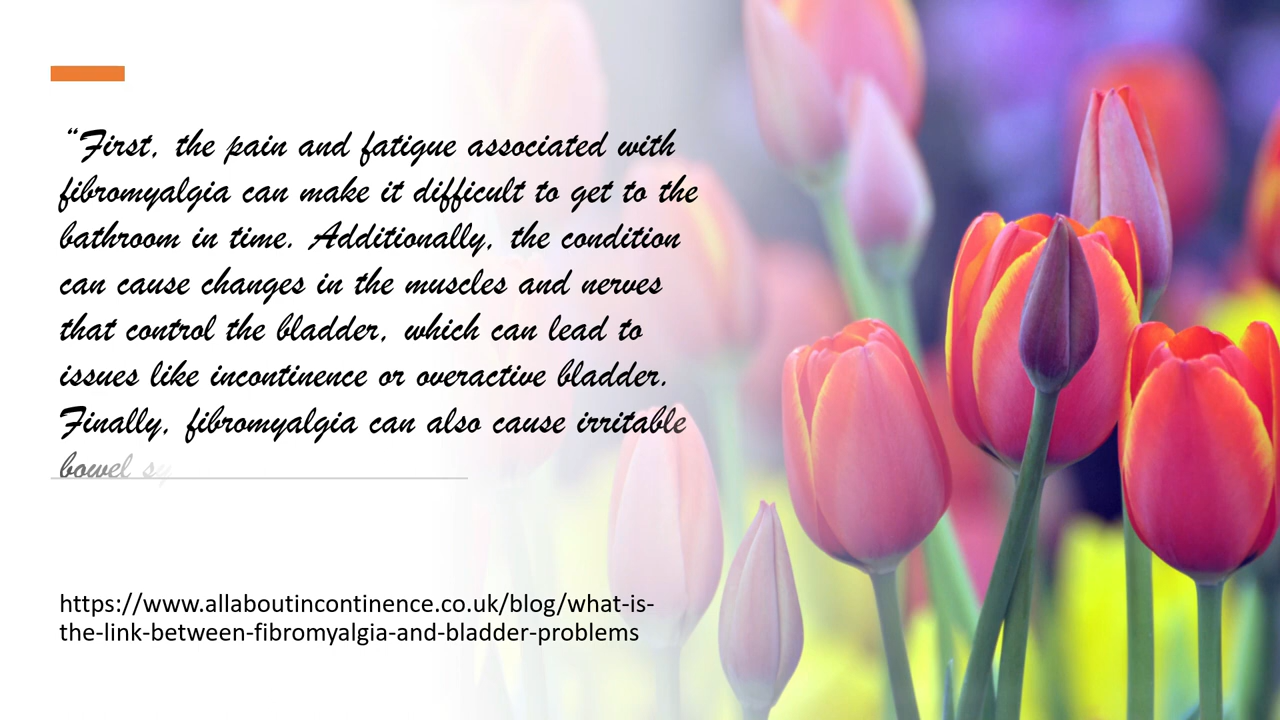 “First, the pain and fatigue associated with
fibromyalgia can make it difficult to get to the
bathroom in time. Additionally, the condition
can cause changes in the muscles and nerves
that control the bladder, which can lead to
issues like incontinence or overactive bladder.
Finally, fibromyalgia can also cause irritable
bowel sy
https://www.allaboutincontinence.co.uk/blog/what-is-
the-link-between-fibromyalgia-and-bladder-problems